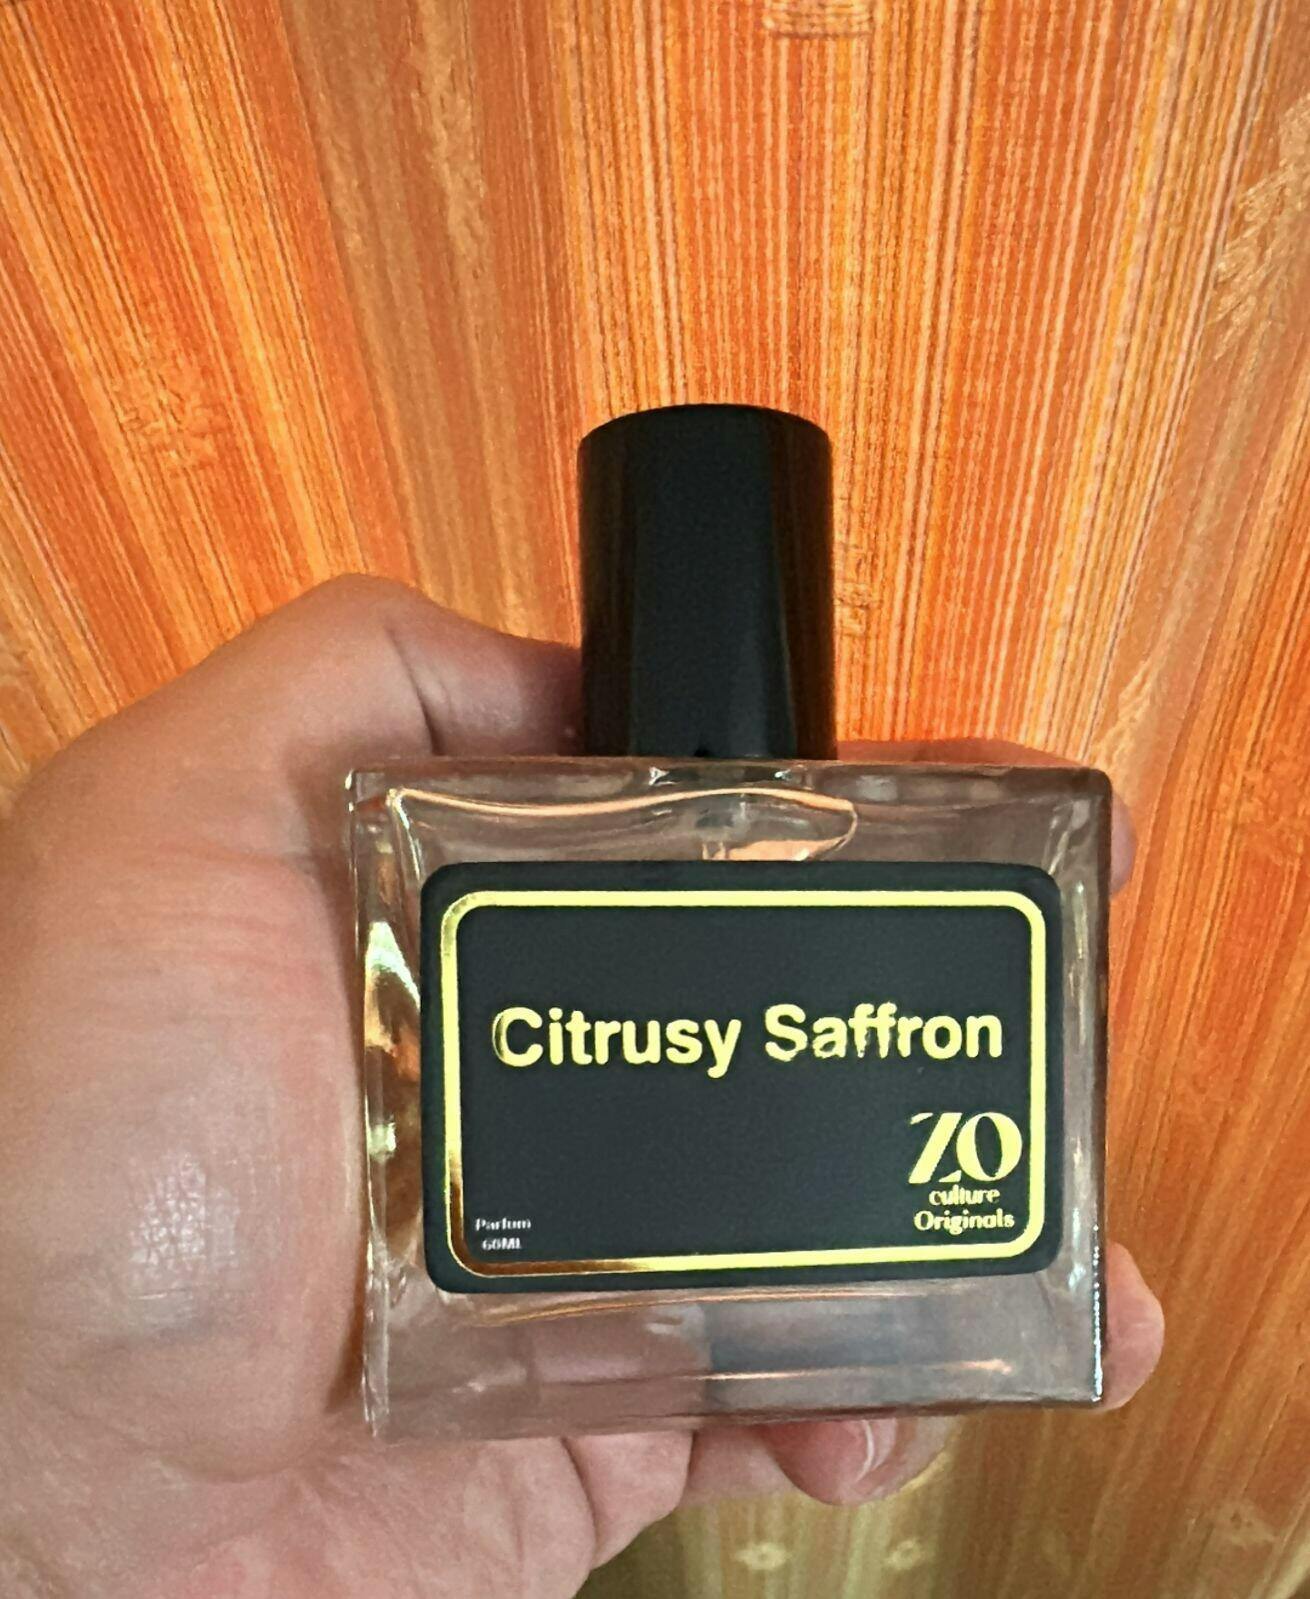 Citrusy Saffron
ZO
culture
Originals
Parfum
60ML